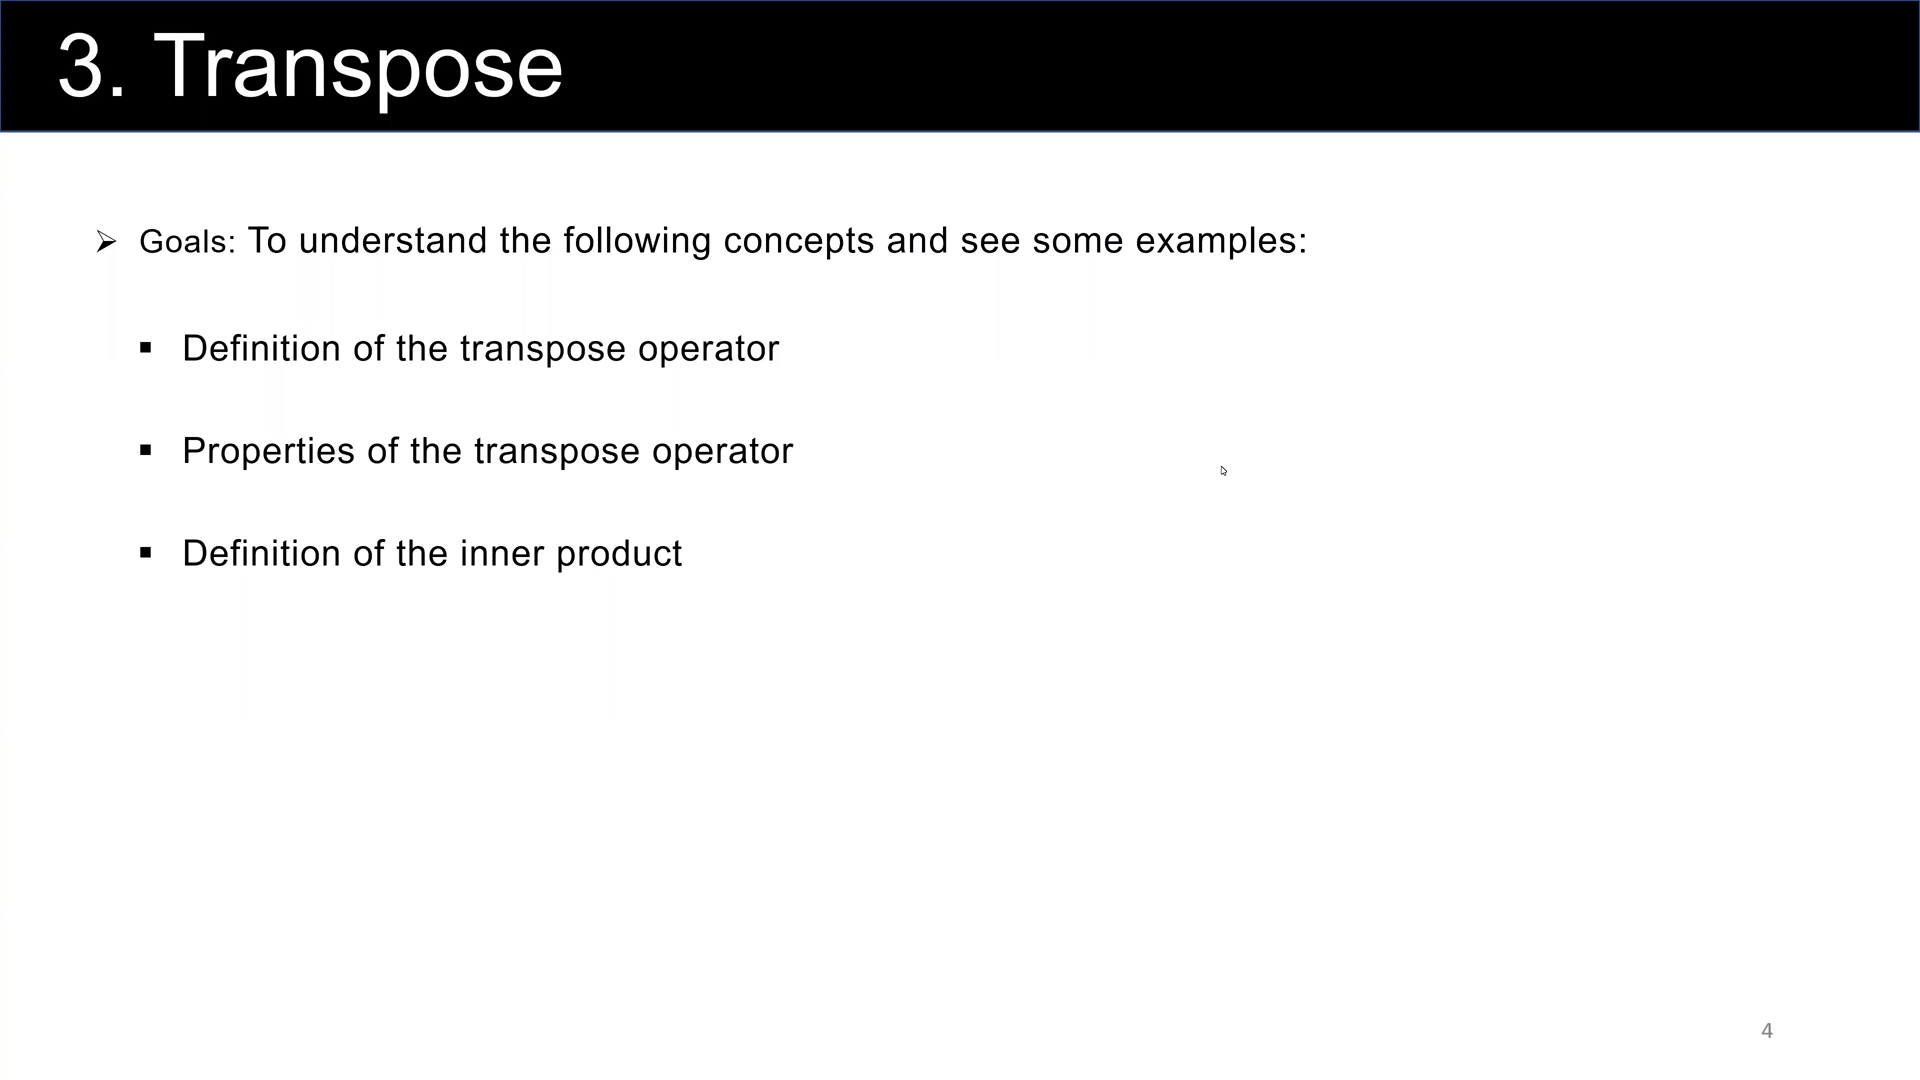 3. Transpose
Goals: To understand the following concepts and see some examples:
Definition of the transpose operator
Properties of the transpose operator
Definition of the inner product
4